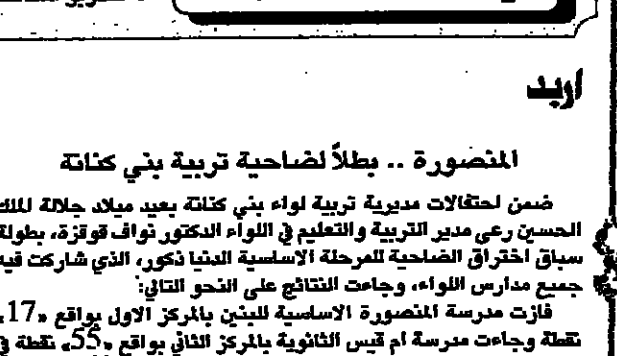 اربد
المنصورة .. بطلاً لضاحية تربية بني كنانة
ضمن احتفالات مديرية تربية لواء بني كنانة بعيد ميلاد جلالة الملك
الحسين رعى مدير التربية والتعليم في اللواء الدكتور نواف قوقزة، بطولة
سباق اختراق الضاحية للمرحلة الاساسية الدنيا ذكور، الذي شاركت فيه
جميع مدارس اللواء، وجاءت النتائج على النحو التالي:
فازت مدرسة المنصورة الاساسية للبنين بالمركز الاول بواقع «17»
نقطة وجاءت مدرسة ام قيس الثانوية بالمركز الثاني بواقع «55» نقطة في